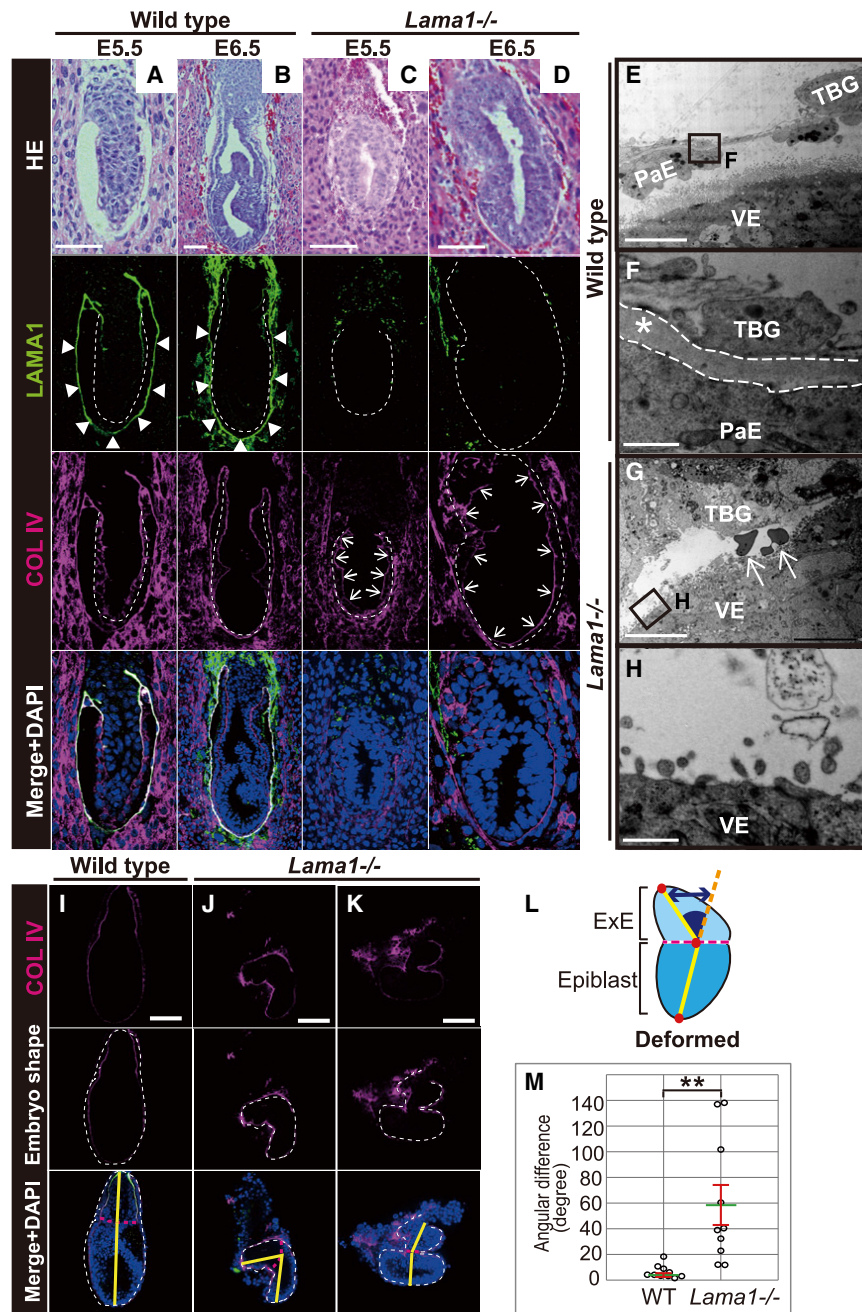 Wild type Lama1-/-
E5.5 E6.5 E5.5 E6.5
A B C D
HE
LAMA1
COL IV
Merge+DAPI
E
TBG
PaE
F
VE
Wild type
F
*
TBG
PaE
G
TBG
H
VE
Lama1-/-
H
VE
Wild type Lama1-/-
I J K
COL IV
Embryo shape
Merge+DAPI
L
ExE
Epiblast
Deformed
M
**
Angular difference
(degree)
140
120
100
80
60
40
20
0
WT Lama1-/-